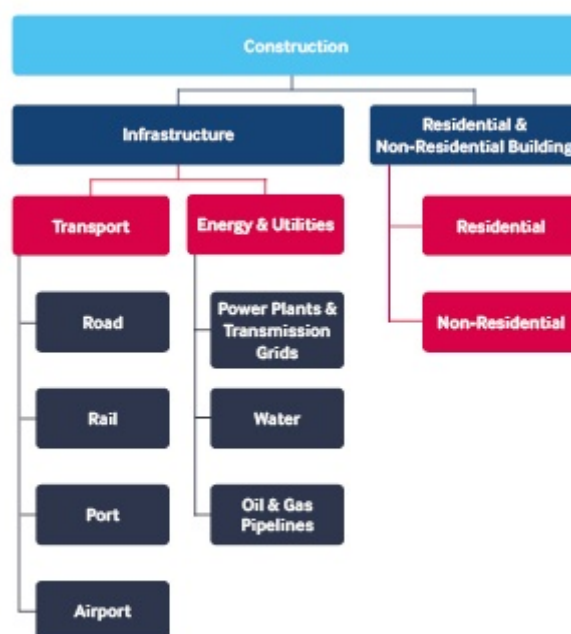 Construction
Infrastructure
Residential &
Non-Residential Building
Transport
Energy & Utilities
Residential
Road
Power Plants &
Transmission
Grids
Non-Residential
Rail
Water
Port
Oil & Gas
Pipelines
Airport